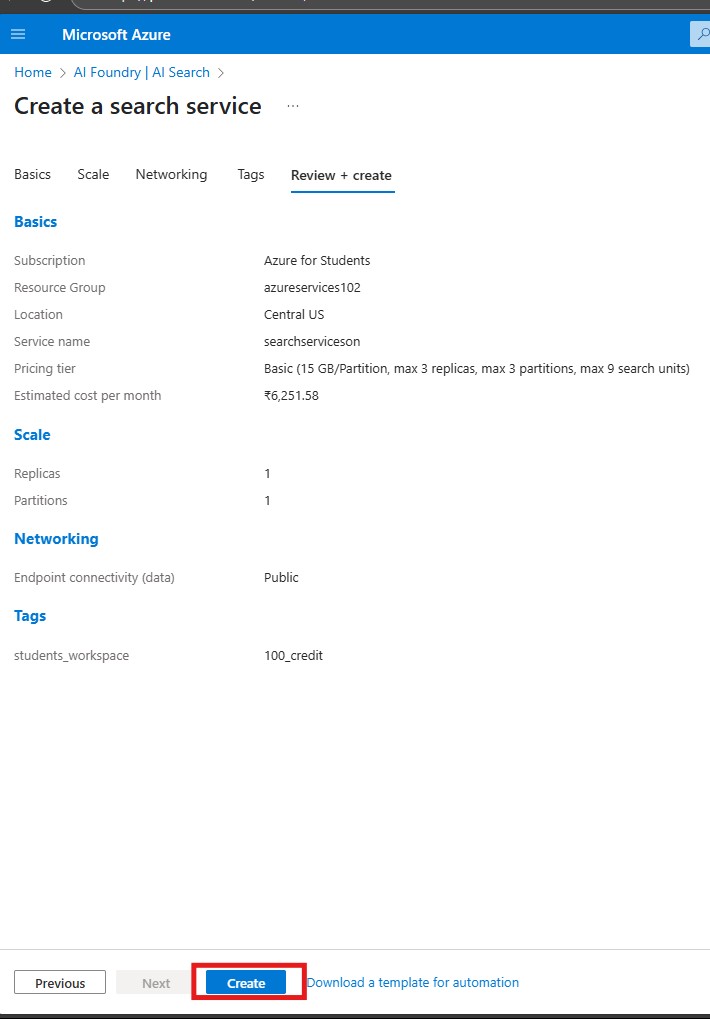 Microsoft Azure
Home > AI Foundry | AI Search >
Create a search service ...
Basics Scale Networking Tags Review + create
Basics
Subscription Azure for Students
Resource Group azureservices102
Location Central US
Service name searchserviceson
Pricing tier Basic (15 GB/Partition, max 3 replicas, max 3 partitions, max 9 search units)
Estimated cost per month ₹6,251.58
Scale
Replicas 1
Partitions 1
Networking
Endpoint connectivity (data) Public
Tags
students_workspace 100_credit
Previous Next Create Download a template for automation